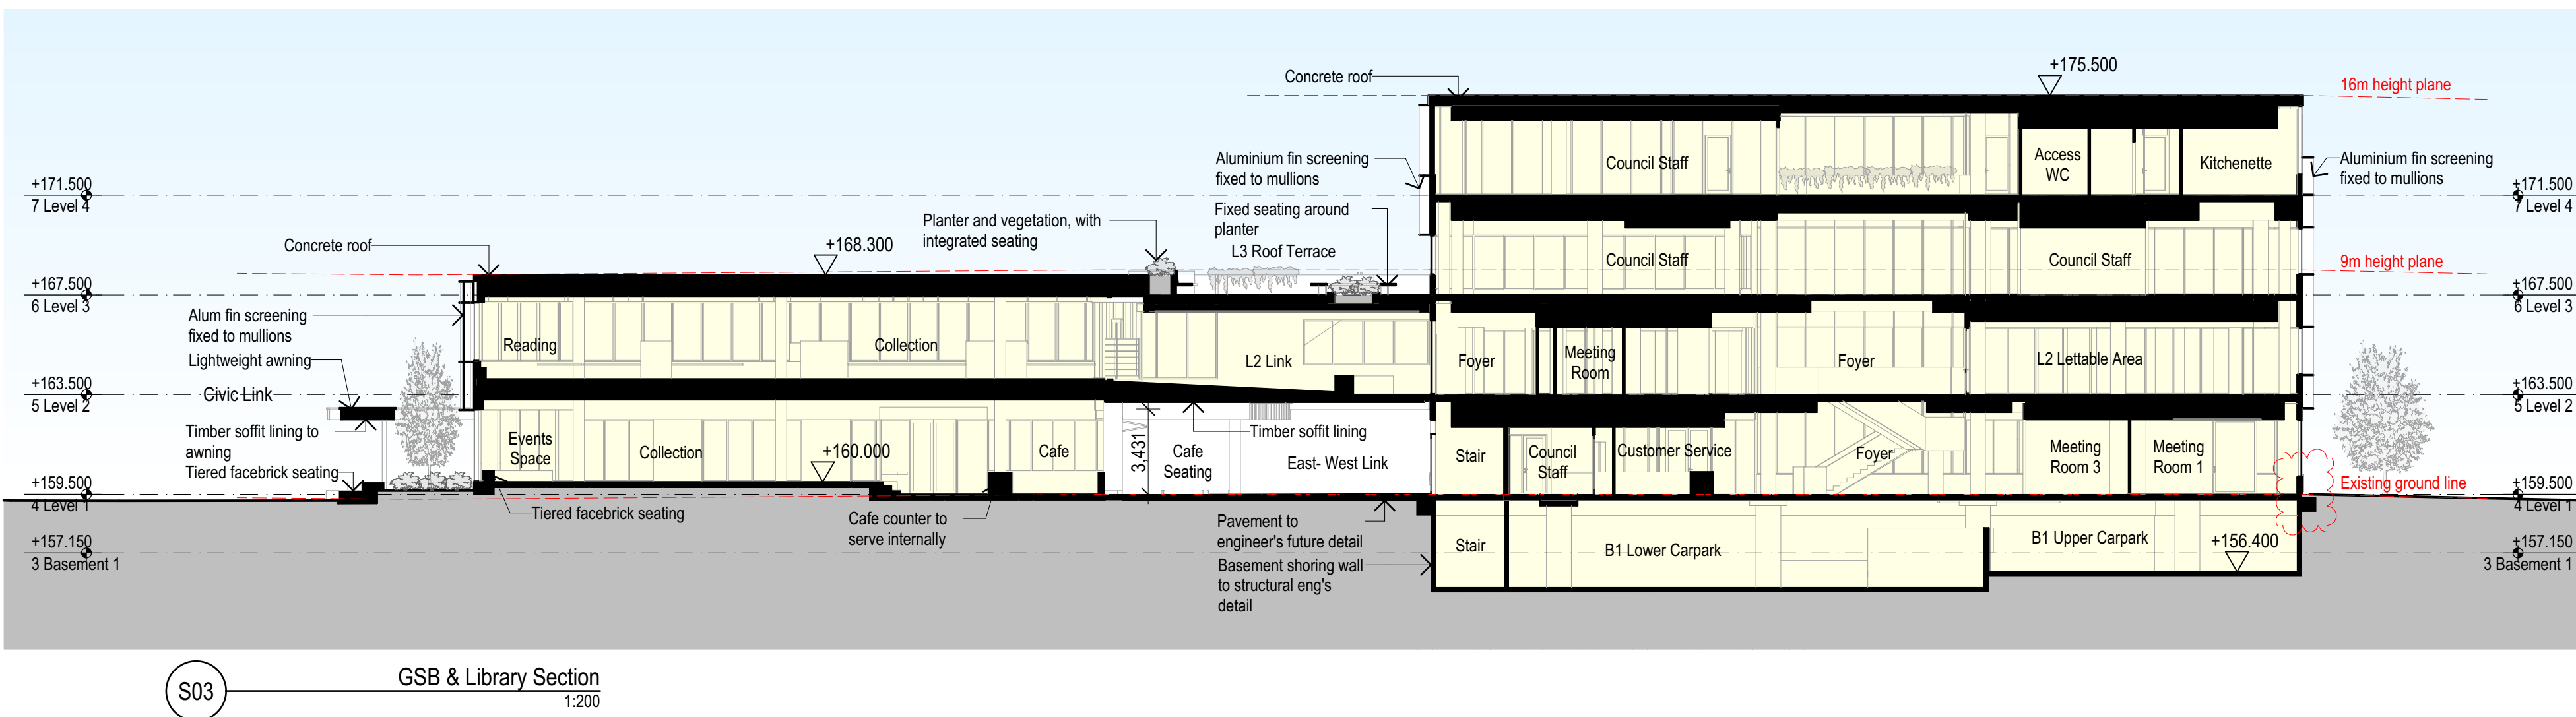 +175.500
16m height plane
Concrete roof
Aluminium fin screening
fixed to mullions
Council Staff
Access
WC
Kitchenette
Aluminium fin screening
fixed to mullions
+171.500
7 Level 4
+171.500
7 Level 4
Fixed seating around
planter
L3 Roof Terrace
Planter and vegetation, with
integrated seating
Concrete roof
+168.300
Council Staff
Council Staff
9m height plane
+167.500
6 Level 3
+167.500
6 Level 3
Alum fin screening
fixed to mullions
Lightweight awning
Reading
Collection
L2 Link
Foyer
Meeting
Room
Foyer
L2 Lettable Area
+163.500
5 Level 2
Civic Link
+163.500
5 Level 2
Timber soffit lining to
awning
Tiered facebrick seating
Events
Space
Collection
+160.000
Cafe
3,431
Cafe
Seating
Timber soffit lining
East- West Link
Stair
Council
Staff
Customer Service
Foyer
Meeting
Room 3
Meeting
Room 1
Existing ground line
+159.500
4 Level 1
+159.500
4 Level 1
Tiered facebrick seating
Cafe counter to
serve internally
Pavement to
engineer's future detail
Basement shoring wall
to structural eng's
detail
Stair
B1 Lower Carpark
B1 Upper Carpark
+156.400
+157.150
3 Basement 1
+157.150
3 Basement 1
S03
GSB & Library Section
1:200